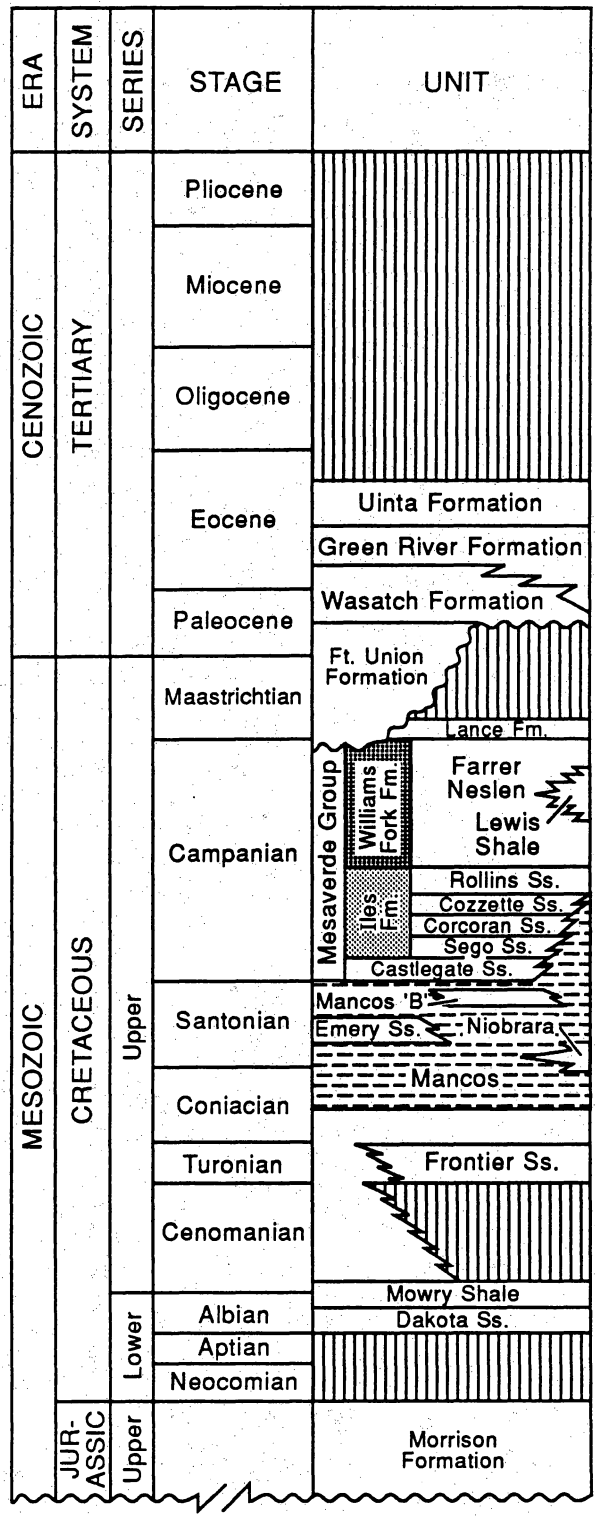 ERA
SYSTEM
SERIES
STAGE
UNIT
CENOZOIC
TERTIARY
Pliocene
Miocene
Oligocene
Eocene
Paleocene
Uinta Formation
Green River Formation
Wasatch Formation
Ft. Union
Formation
MESOZOIC
CRETACEOUS
Upper
Maastrichtian
Lance Fm.
Campanian
Mesaverde Group
Williams
Fork Fm.
Farrer
Neslen
Lewis
Shale
Iles
Fm.
Rollins Ss.
Cozzette Ss.
Corcoran Ss.
Sego Ss.
Castlegate Ss.
Santonian
Mancos 'B'
Emery Ss.
Niobrara
Mancos
Coniacian
Turonian
Frontier Ss.
Cenomanian
Mowry Shale
Lower
Albian
Dakota Ss.
Aptian
Neocomian
JUR-
ASSIC
Upper
Morrison
Formation